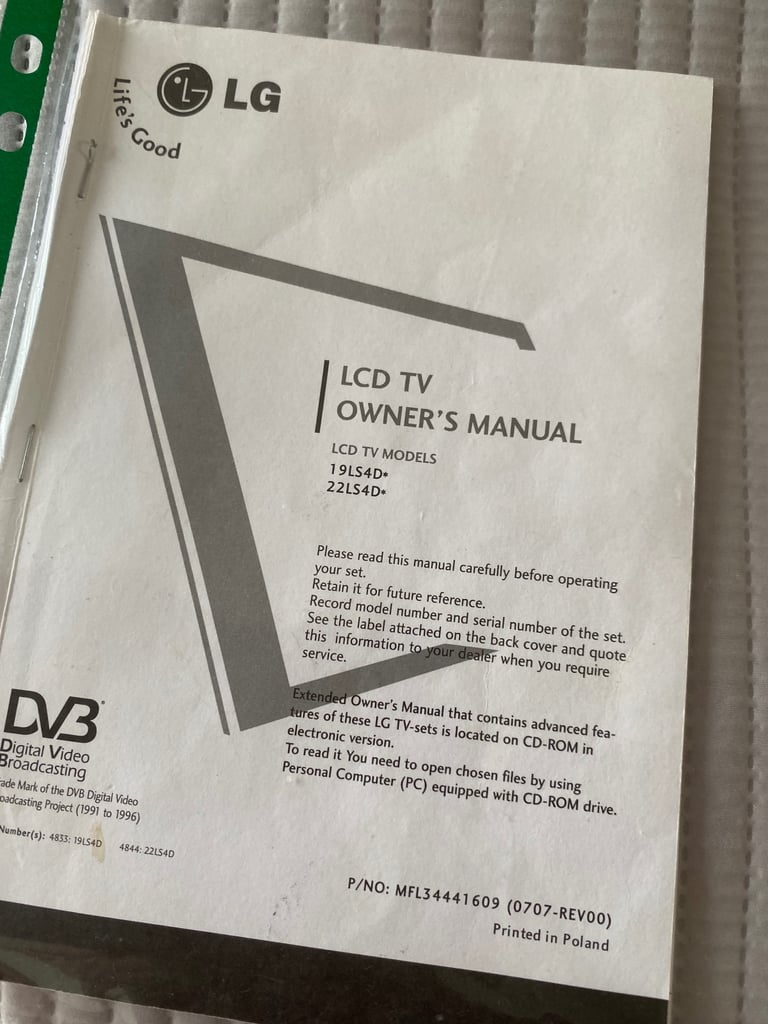 LG
Life's Good
LCD TV
OWNER'S MANUAL
LCD TV MODELS
19LS4D*
22LS4D*
Please read this manual carefully before operating
your set.
Retain it for future reference.
Record model number and serial number of the set.
See the label attached on the back cover and quote
this information to your dealer when you require
service.
Extended Owner's Manual that contains advanced fea-
tures of these LG TV-sets is located on CD-ROM in
electronic version.
To read it You need to open chosen files by using
Personal Computer (PC) equipped with CD-ROM drive.
DVB
Digital Video
Broadcasting
Mark of the DVB Digital Video
Project (1991 to 1996)
Number(s): 4833: 19LS4D 4844: 22LS4D
P/NO: MFL34441609 (0707-REV00)
Printed in Poland